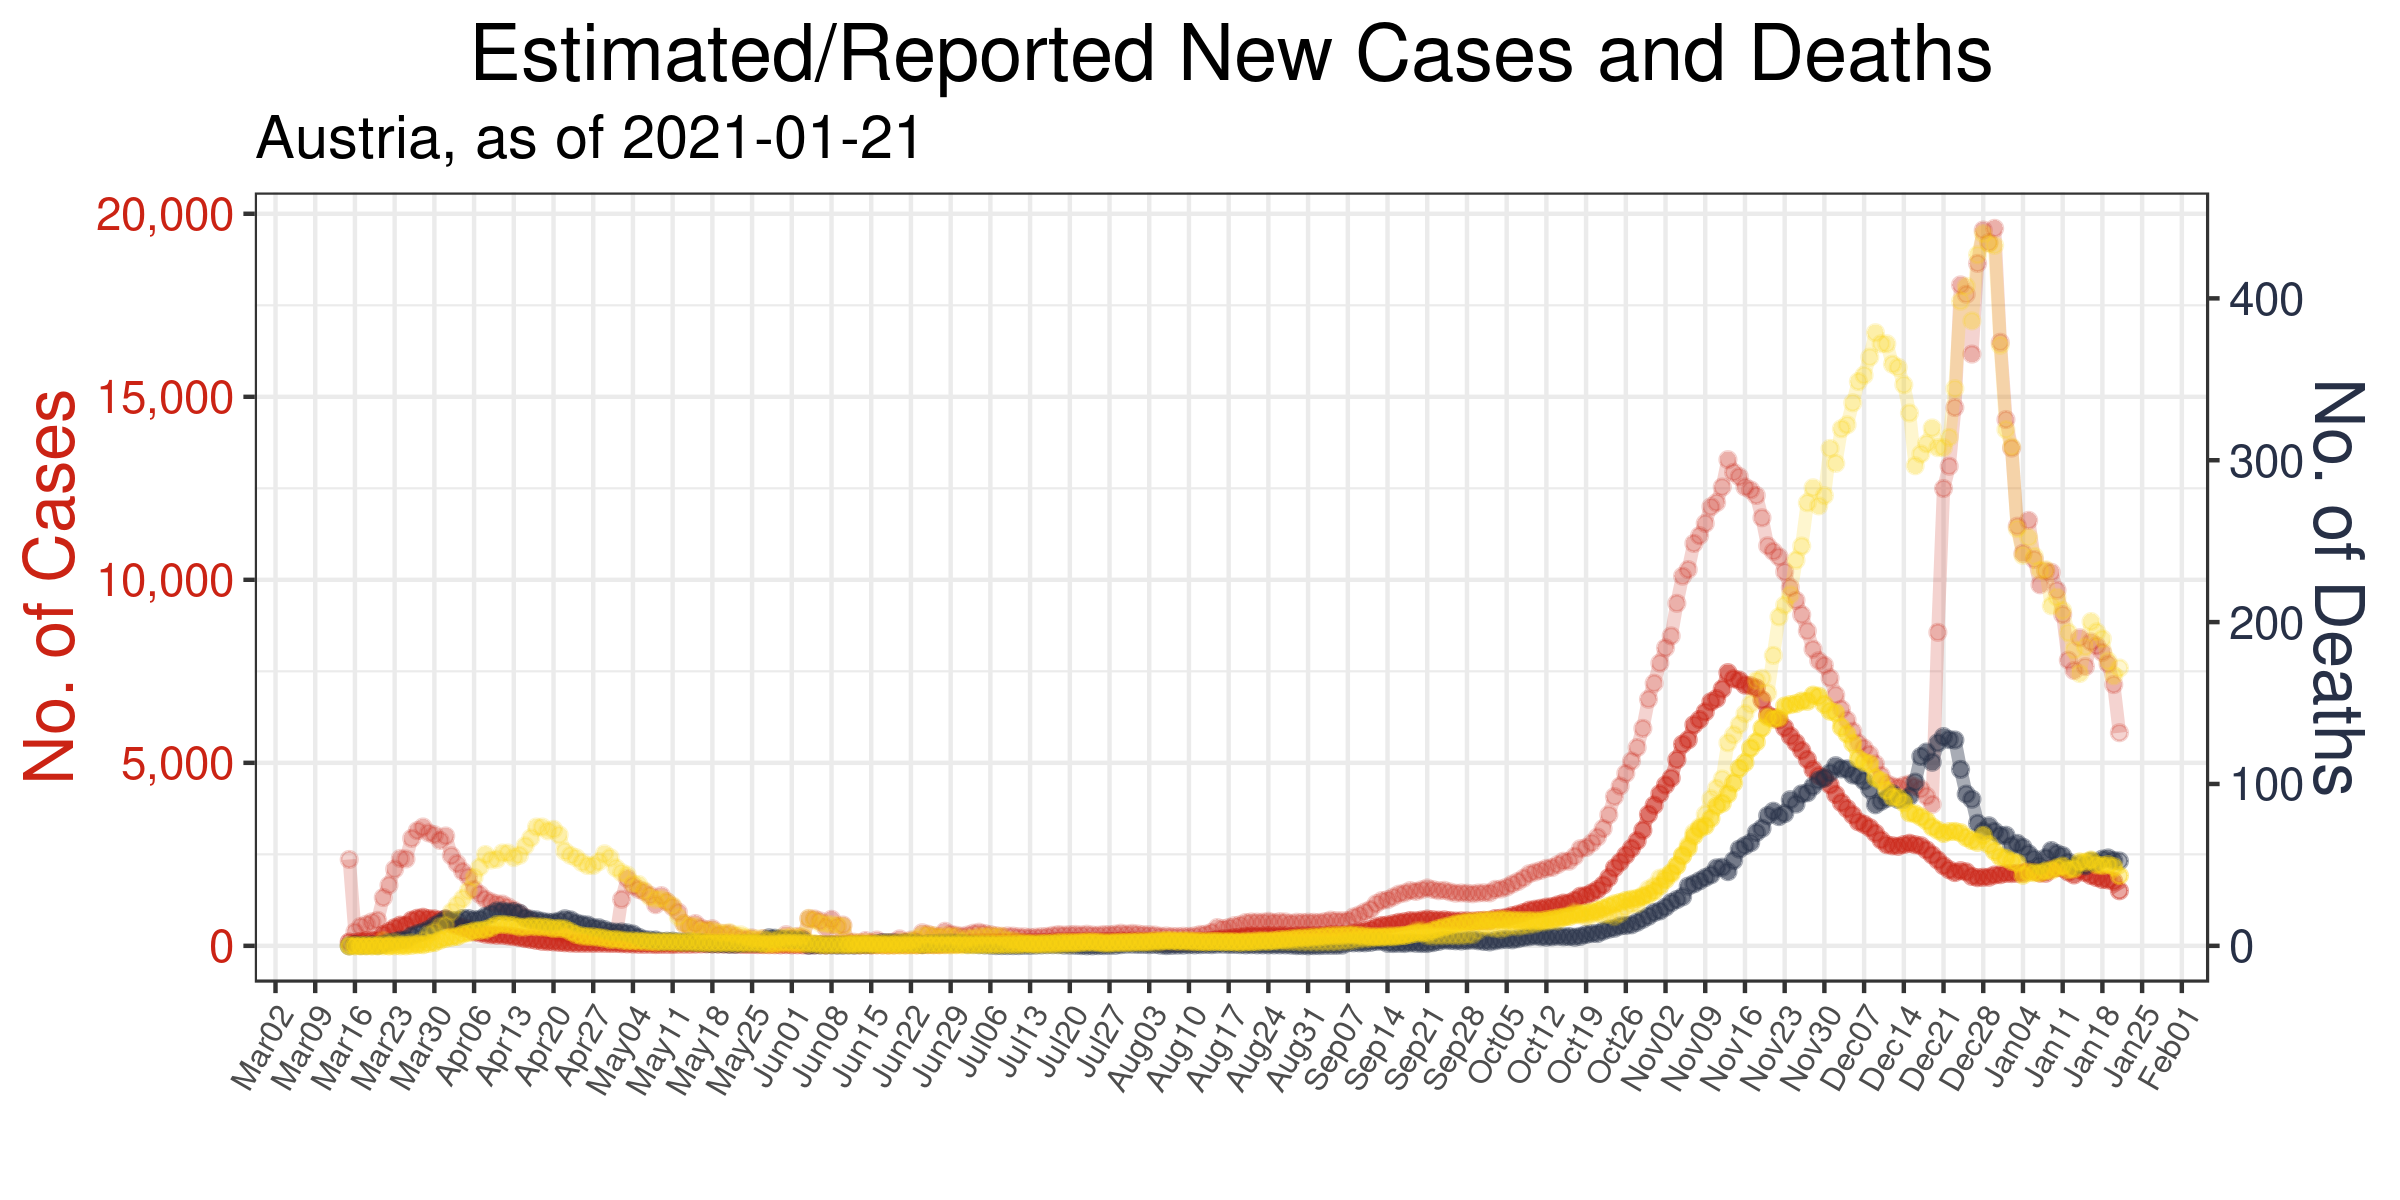 Estimated/Reported New Cases and Deaths
Austria, as of 2021-01-21
No. of Cases
20,000
15,000
10,000
5,000
0
No. of Deaths
400
300
200
100
0
Mar02
Mar09
Mar16
Mar23
Mar30
Apr06
Apr13
Apr20
Apr27
May04
May11
May18
May25
Jun01
Jun08
Jun15
Jun22
Jun29
Jul06
Jul13
Jul20
Jul27
Aug03
Aug10
Aug17
Aug24
Aug31
Sep07
Sep14
Sep21
Sep28
Oct05
Oct12
Oct19
Oct26
Nov02
Nov09
Nov16
Nov23
Nov30
Dec07
Dec14
Dec21
Dec28
Jan04
Jan11
Jan18
Jan25
Feb01